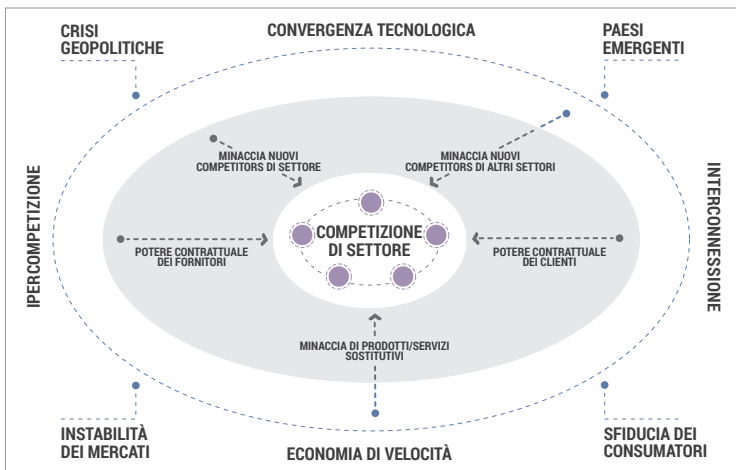 CRISI
GEOPOLITICHE
CONVERGENZA TECNOLOGICA
PAESI
EMERGENTI
MINACCIA NUOVI
COMPETITORS DI SETTORE
MINACCIA NUOVI
COMPETITORS DI ALTRI SETTORI
IPERCOMPETIZIONE
COMPETIZIONE
DI SETTORE
POTERE CONTRATTUALE
DEI FORNITORI
POTERE CONTRATTUALE
DEI CLIENTI
INTERCONNESSIONE
MINACCIA DI PRODOTTI/SERVIZI
SOSTITUTIVI
INSTABILITÀ
DEI MERCATI
ECONOMIA DI VELOCITÀ
SFIDUCIA DEI
CONSUMATORI